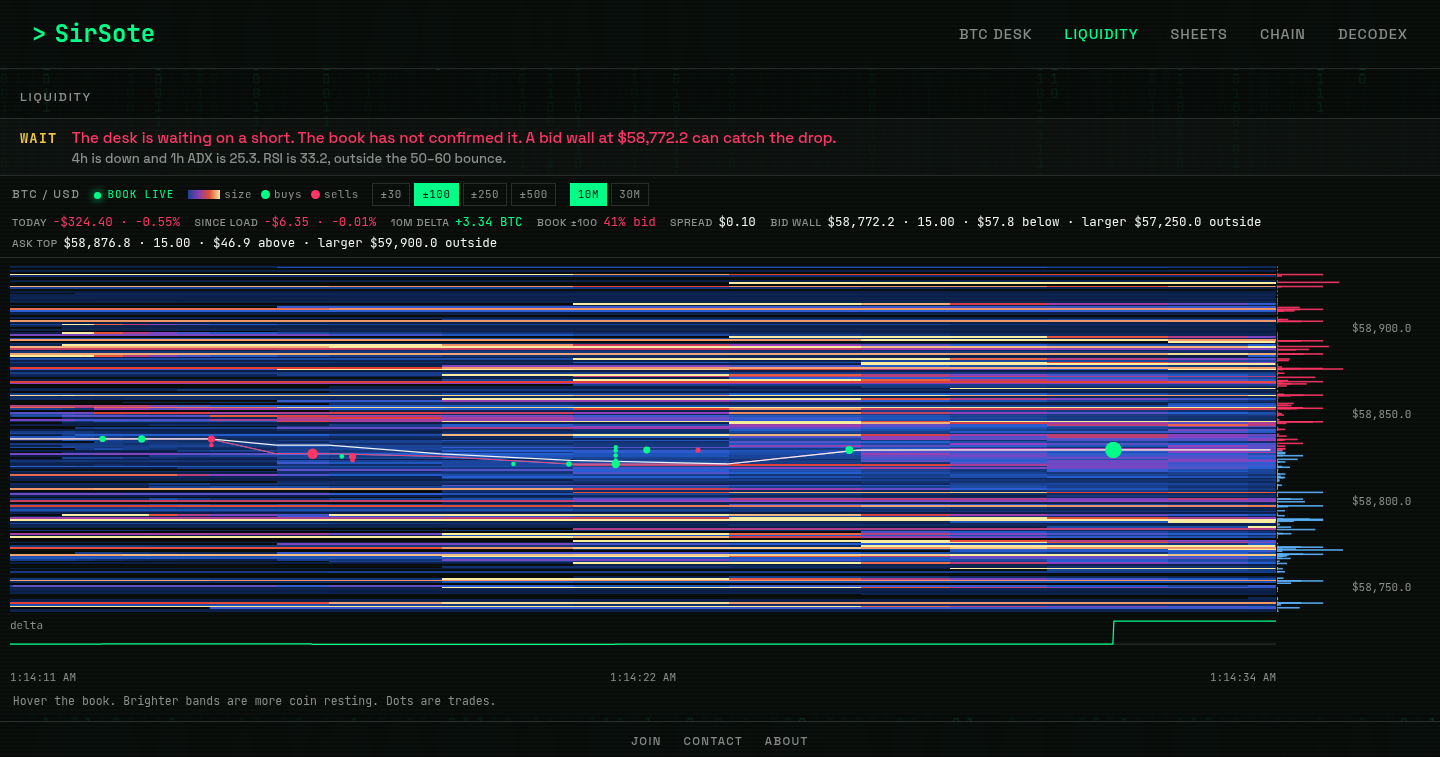 > SirSote
BTC DESK LIQUIDITY SHEETS CHAIN DECODEX
LIQUIDITY
WAIT The desk is waiting on a short. The book has not confirmed it. A bid wall at $58,772.2 can catch the drop.
4h is down and 1h ADX is 25.3. RSI is 33.2, outside the 50–60 bounce.
BTC / USD BOOK LIVE size buys sells ±30 ±100 ±250 ±500 10M 30M
TODAY -$324.40 · -0.55% SINCE LOAD -$6.35 · -0.01% 10M DELTA +3.34 BTC BOOK ±100 41% bid SPREAD $0.10 BID WALL $58,772.2 · 15.00 · $57.8 below · larger $57,250.0 outside
ASK TOP $58,876.8 · 15.00 · $46.9 above · larger $59,900.0 outside
$58,900.0
$58,850.0
$58,800.0
$58,750.0
delta
1:14:11 AM 1:14:22 AM 1:14:34 AM
Hover the book. Brighter bands are more coin resting. Dots are trades.
JOIN CONTACT ABOUT